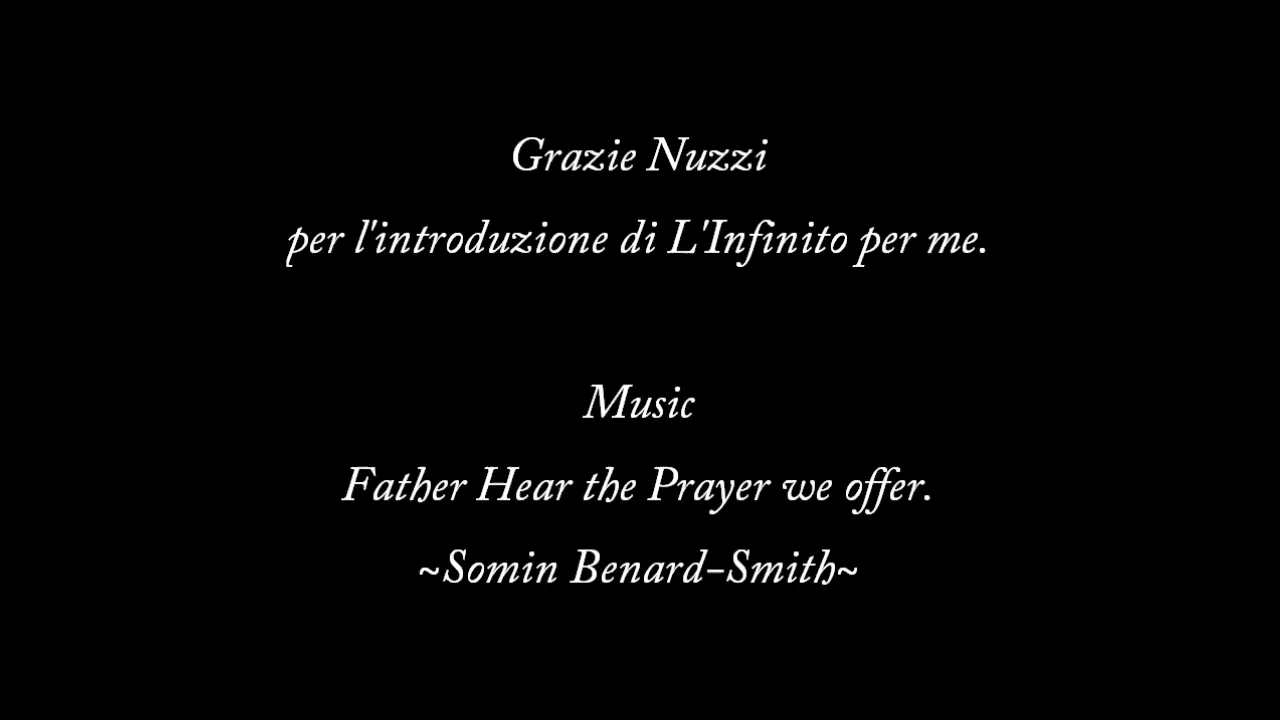 Grazie Nuzzi
per l'introduzione di L'Infinito per me.
Music
Father Hear the Prayer we offer.
~Somin Benard-Smith~